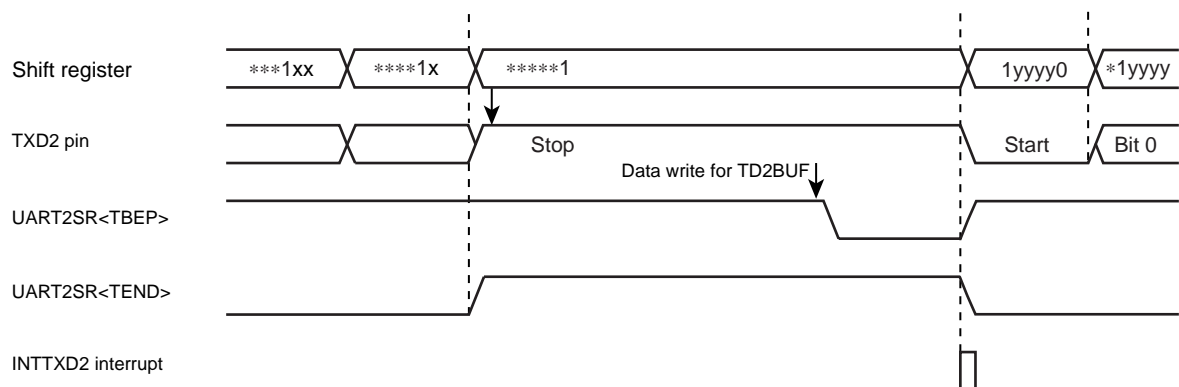 Shift register ***1xx ****1x *****1 1yyyy0 *1yyyy
TXD2 pin Stop Start Bit 0
Data write for TD2BUF
UART2SR<TBEP>
UART2SR<TEND>
INTTXD2 interrupt